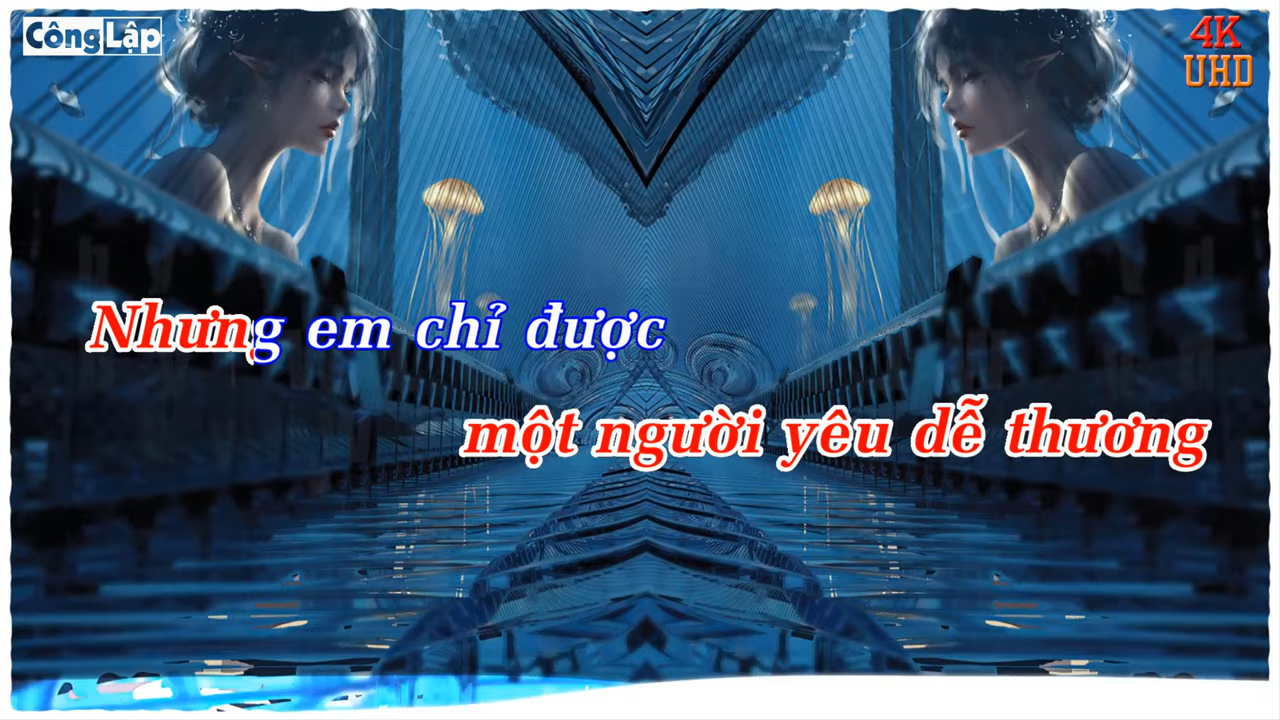 CôngLập
4K
UHD
Nhưng em chỉ được
một người yêu dễ thương